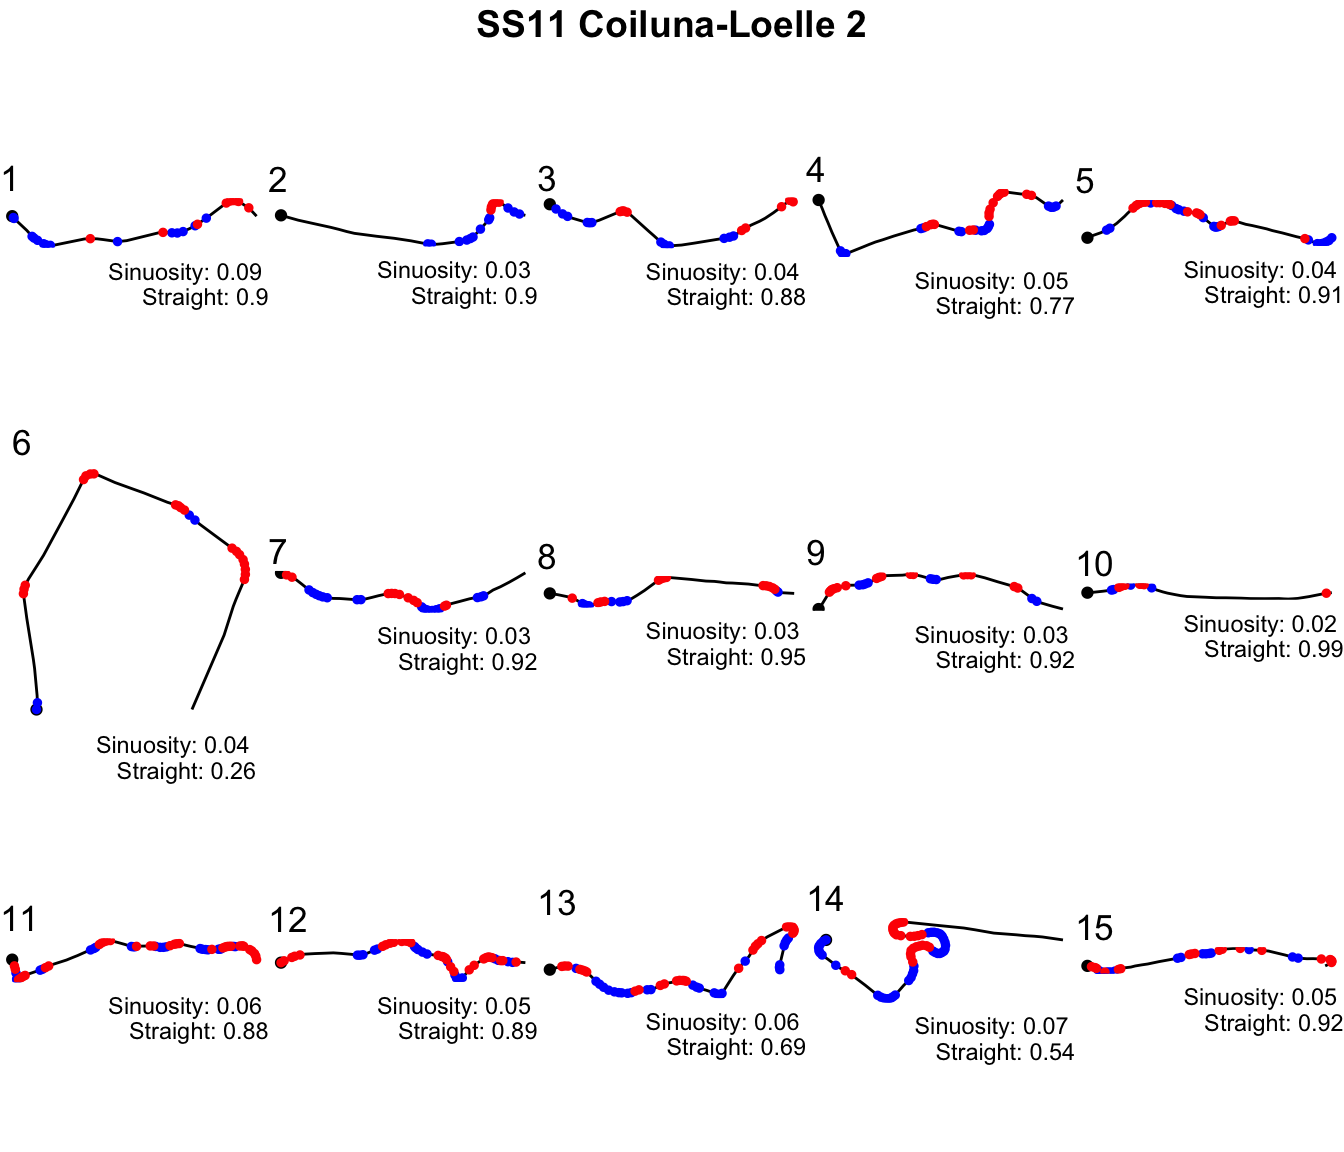 SS11 Coiluna-Loelle 2
1
2
3
4
5
Sinuosity: 0.09
Straight: 0.9
Sinuosity: 0.03
Straight: 0.9
Sinuosity: 0.04
Straight: 0.88
Sinuosity: 0.05
Straight: 0.77
Sinuosity: 0.04
Straight: 0.91
6
7
8
9
10
Sinuosity: 0.04
Straight: 0.26
Sinuosity: 0.03
Straight: 0.92
Sinuosity: 0.03
Straight: 0.95
Sinuosity: 0.03
Straight: 0.92
Sinuosity: 0.02
Straight: 0.99
11
12
13
14
15
Sinuosity: 0.06
Straight: 0.88
Sinuosity: 0.05
Straight: 0.89
Sinuosity: 0.06
Straight: 0.69
Sinuosity: 0.07
Straight: 0.54
Sinuosity: 0.05
Straight: 0.92